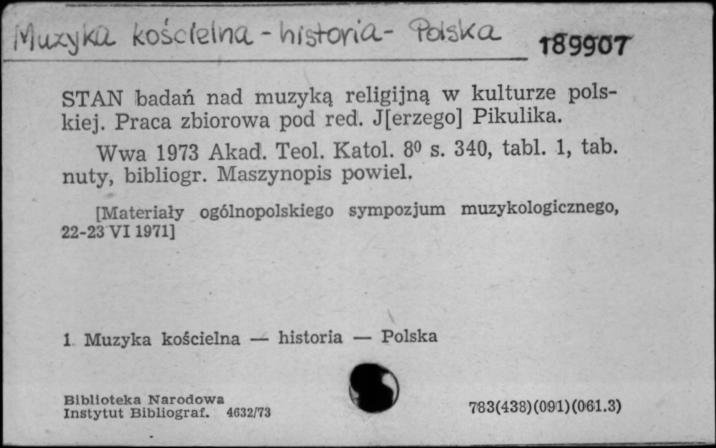 Muzyka kościelna - historia - Polska
189907
STAN badań nad muzyką religijną w kulturze pols-
kiej. Praca zbiorowa pod red. J[erzego] Pikulika.
Wwa 1973 Akad. Teol. Katol. 8⁰ s. 340, tabl. 1, tab.
nuty, bibliogr. Maszynopis powiel.
[Materiały ogólnopolskiego sympozjum muzykologicznego,
22-23 VI 1971]
1. Muzyka kościelna — historia — Polska
Biblioteka Narodowa
Instytut Bibliograf. 4632/73
783(438)(091)(061.3)